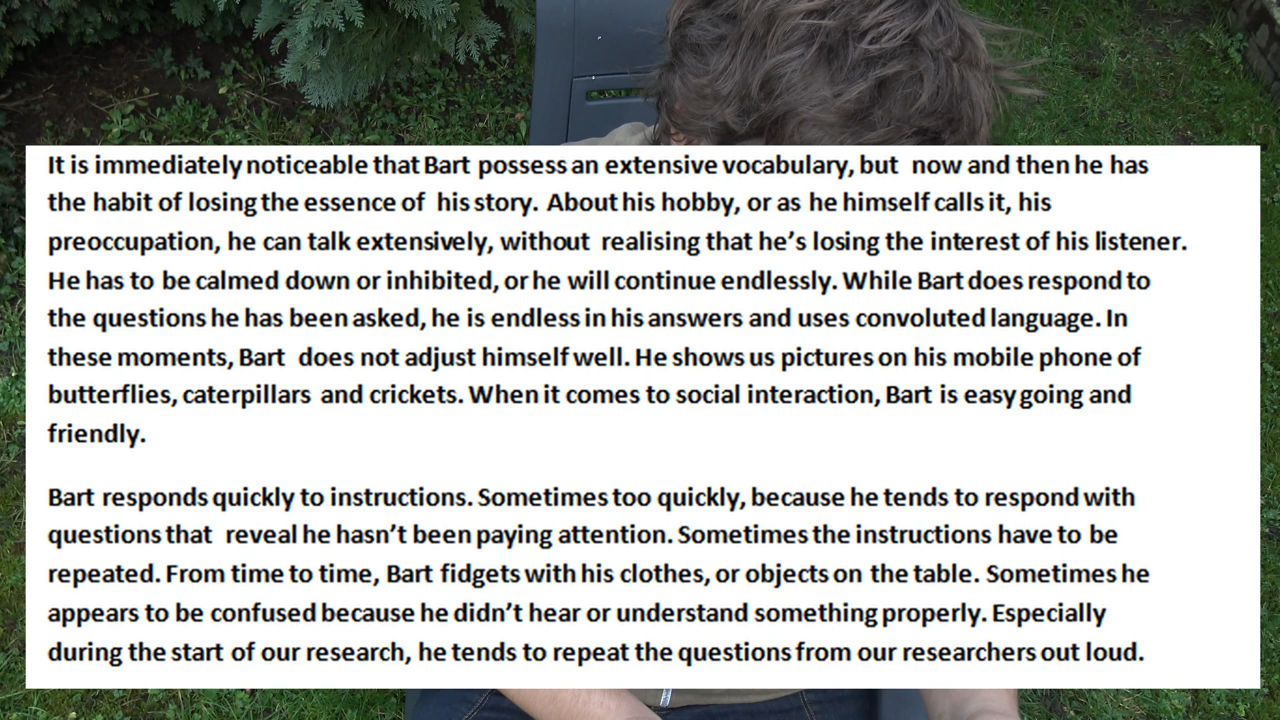 It is immediately noticeable that Bart possess an extensive vocabulary, but now and then he has
the habit of losing the essence of his story. About his hobby, or as he himself calls it, his
preoccupation, he can talk extensively, without realising that he's losing the interest of his listener.
He has to be calmed down or inhibited, or he will continue endlessly. While Bart does respond to
the questions he has been asked, he is endless in his answers and uses convoluted language. In
these moments, Bart does not adjust himself well. He shows us pictures on his mobile phone of
butterflies, caterpillars and crickets. When it comes to social interaction, Bart is easy going and
friendly.
Bart responds quickly to instructions. Sometimes too quickly, because he tends to respond with
questions that reveal he hasn't been paying attention. Sometimes the instructions have to be
repeated. From time to time, Bart fidgets with his clothes, or objects on the table. Sometimes he
appears to be confused because he didn't hear or understand something properly. Especially
during the start of our research, he tends to repeat the questions from our researchers out loud.